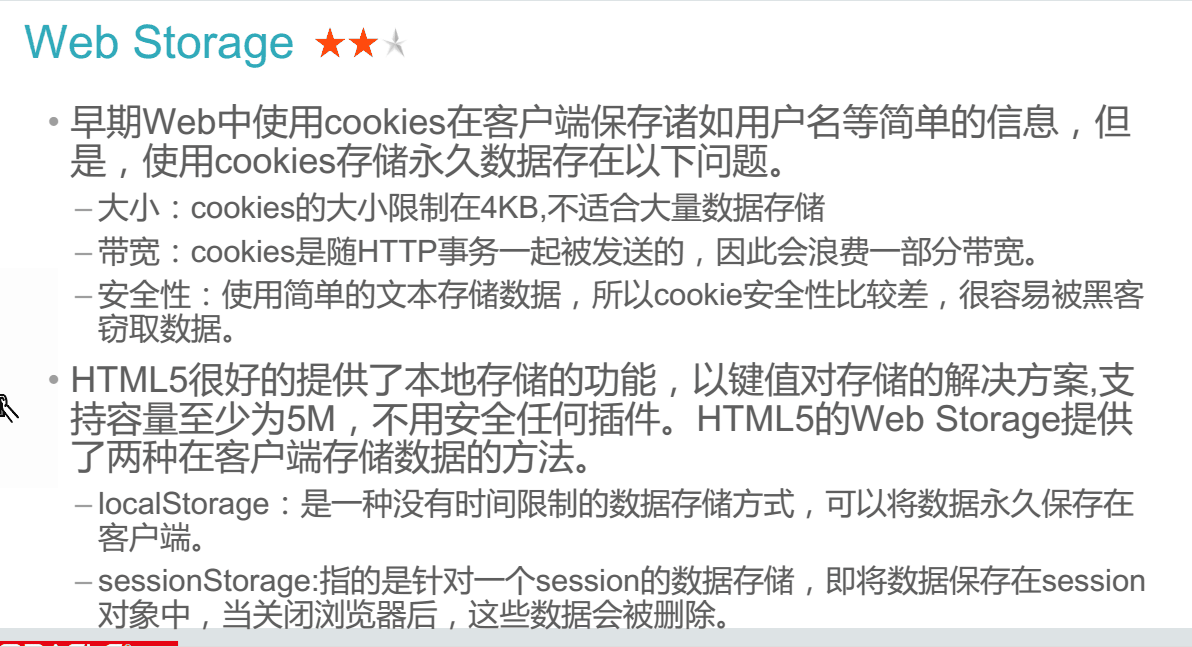 Web Storage
• 早期Web中使用cookies在客户端保存诸如用户名等简单的信息，但
是，使用cookies存储永久数据存在以下问题。
– 大小：cookies的大小限制在4KB,不适合大量数据存储
– 带宽：cookies是随HTTP事务一起被发送的，因此会浪费一部分带宽。
– 安全性：使用简单的文本存储数据，所以cookie安全性比较差，很容易被黑客
窃取数据。
• HTML5很好的提供了本地存储的功能，以键值对存储的解决方案,支
持容量至少为5M，不用安全任何插件。HTML5的Web Storage提供
了两种在客户端存储数据的方法。
– localStorage：是一种没有时间限制的数据存储方式，可以将数据永久保存在
客户端。
– sessionStorage:指的是针对一个session的数据存储，即将数据保存在session
对象中，当关闭浏览器后，这些数据会被删除。